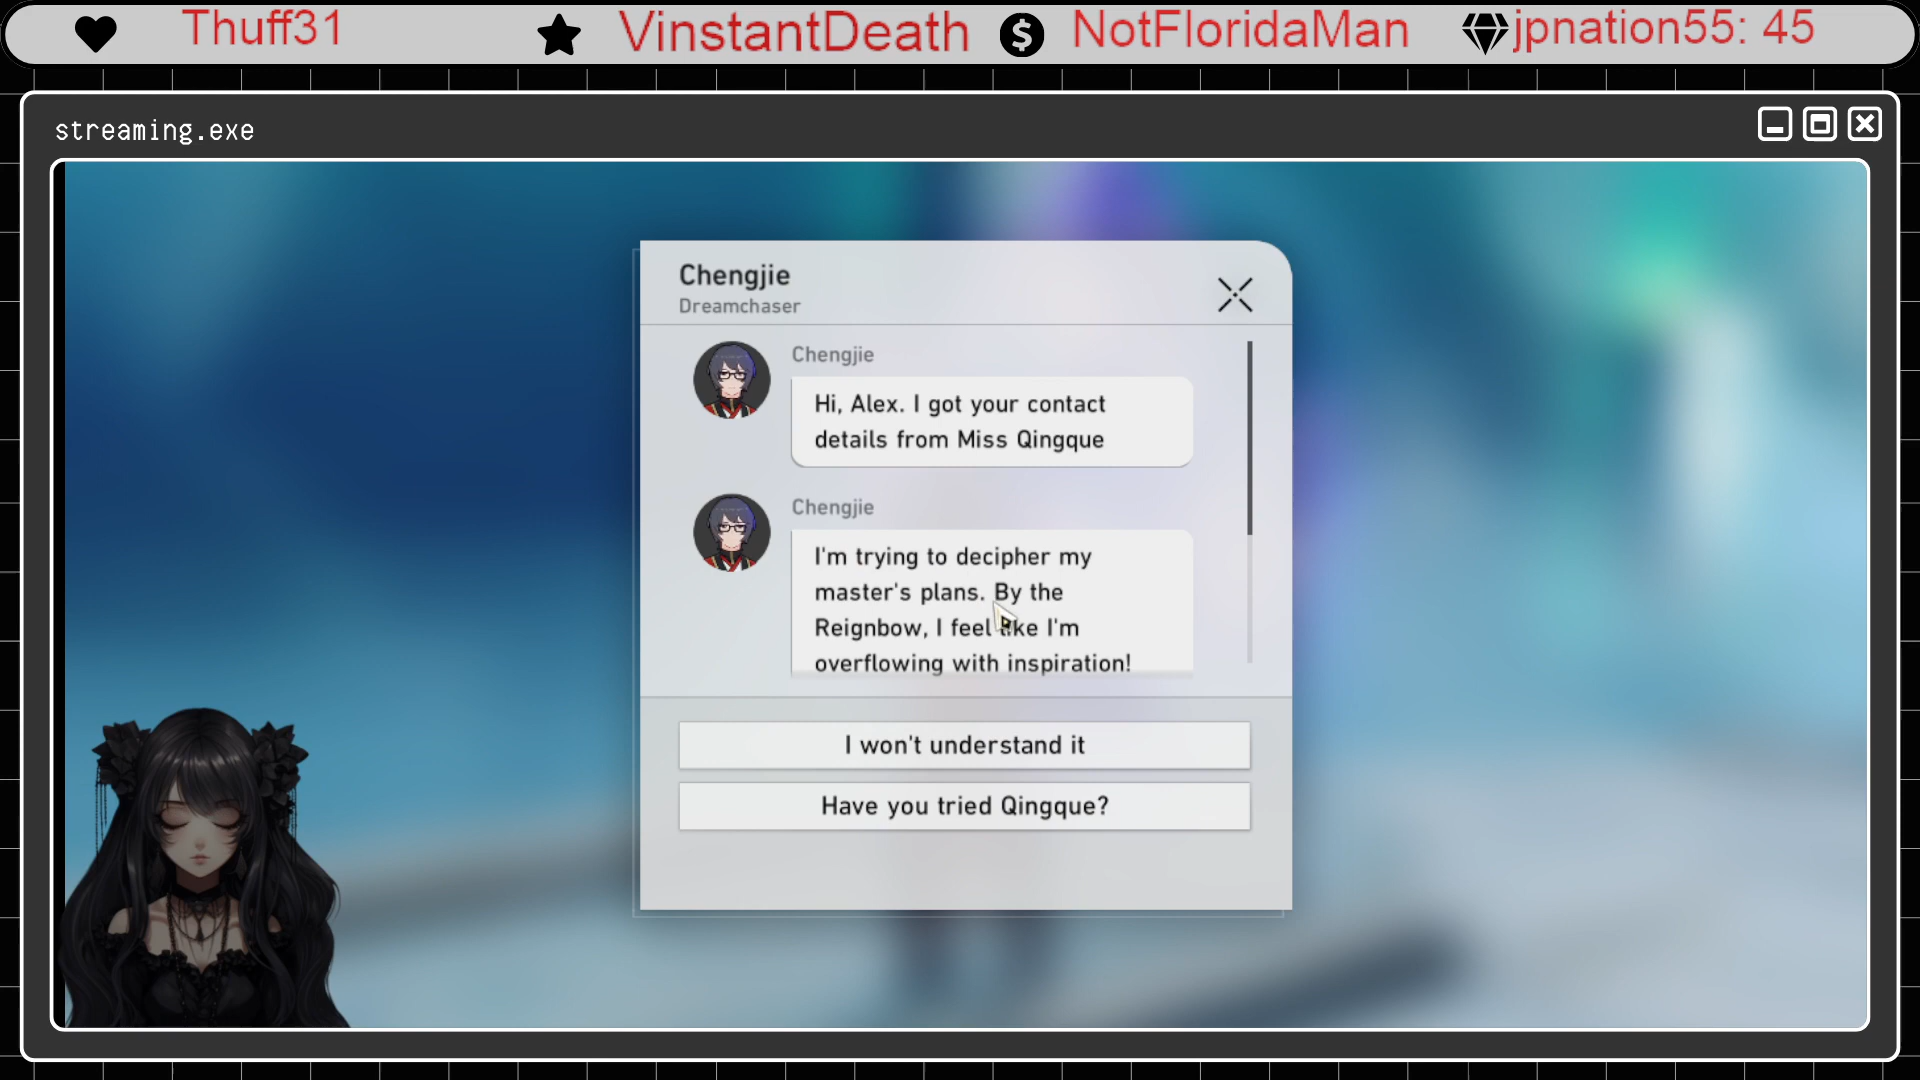 Thuff31
VinstantDeath
NotFloridaMan
jpnation55: 45
streaming.exe
Chengjie
Dreamchaser
Chengjie
Hi, Alex. I got your contact
details from Miss Qingque
Chengjie
I'm trying to decipher my
master's plans. By the
Reignbow, I feel like I'm
overflowing with inspiration!
I won't understand it
Have you tried Qingque?